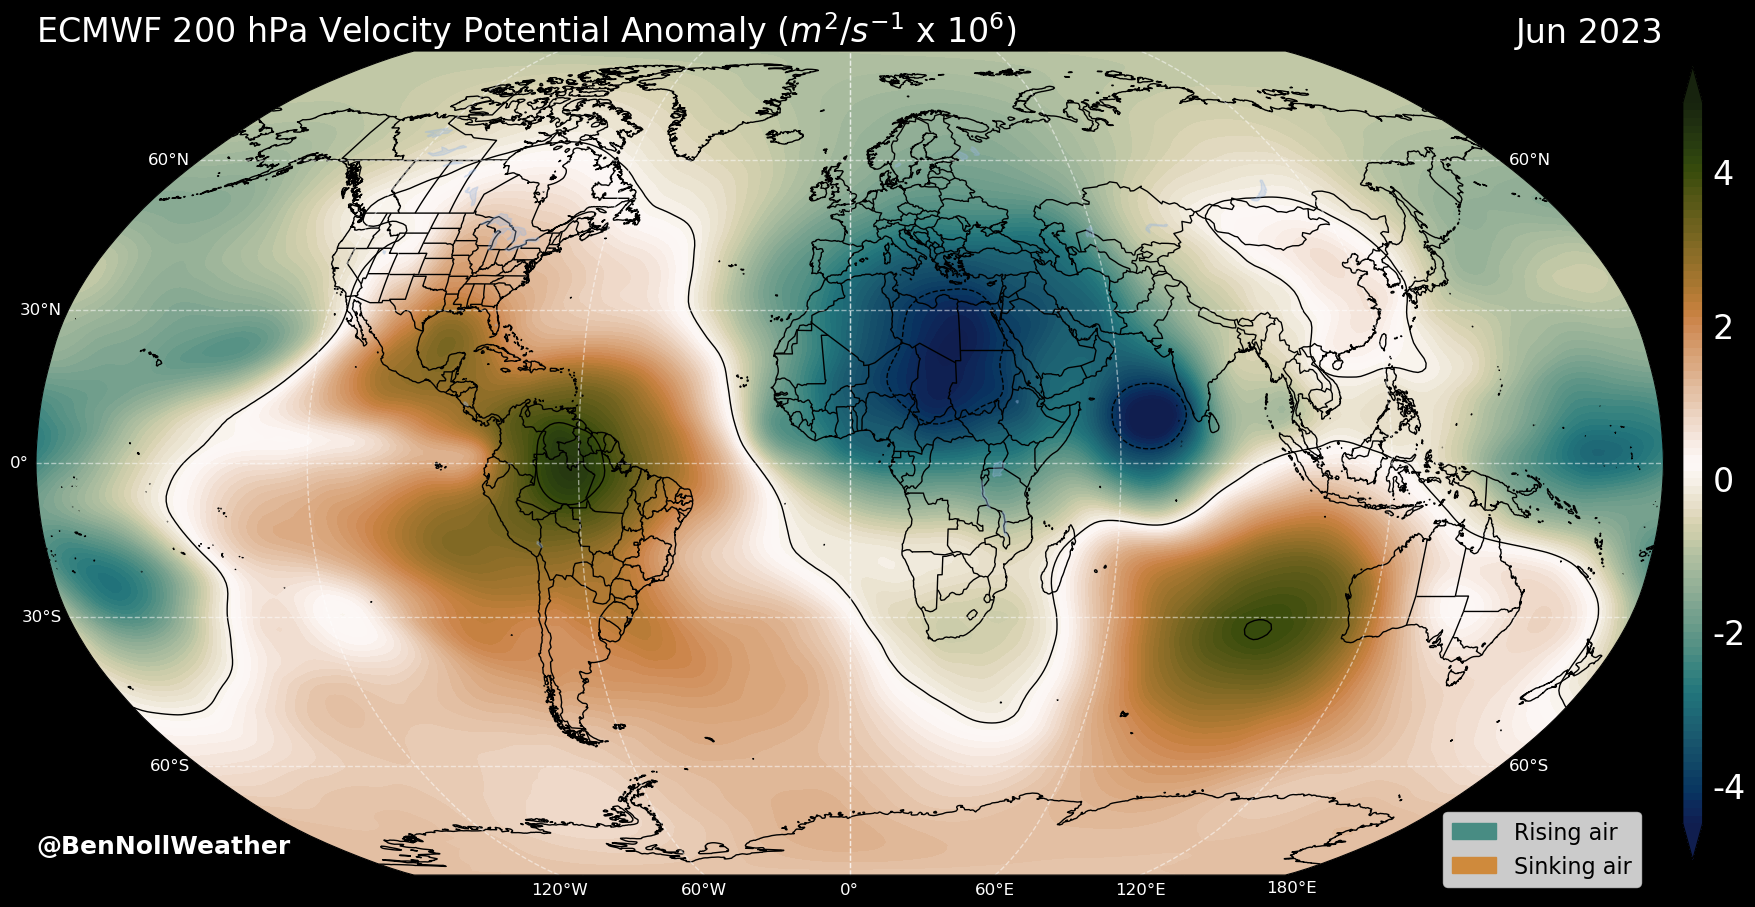 ECMWF 200 hPa Velocity Potential Anomaly (m²/s⁻¹ x 10⁶)
Jun 2023
60°N
60°N
4
2
30°N
0°
0
30°S
-2
60°S
60°S
-4
@BenNollWeather
Rising air
Sinking air
120°W
60°W
0°
60°E
120°E
180°E